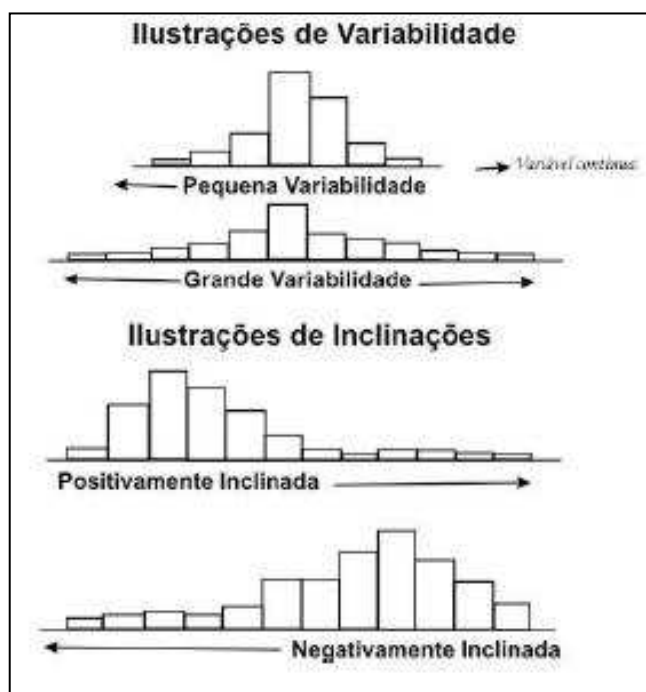 Ilustrações de Variabilidade
Variável contínua
Pequena Variabilidade
Grande Variabilidade
Ilustrações de Inclinações
Positivamente Inclinada
Negativamente Inclinada